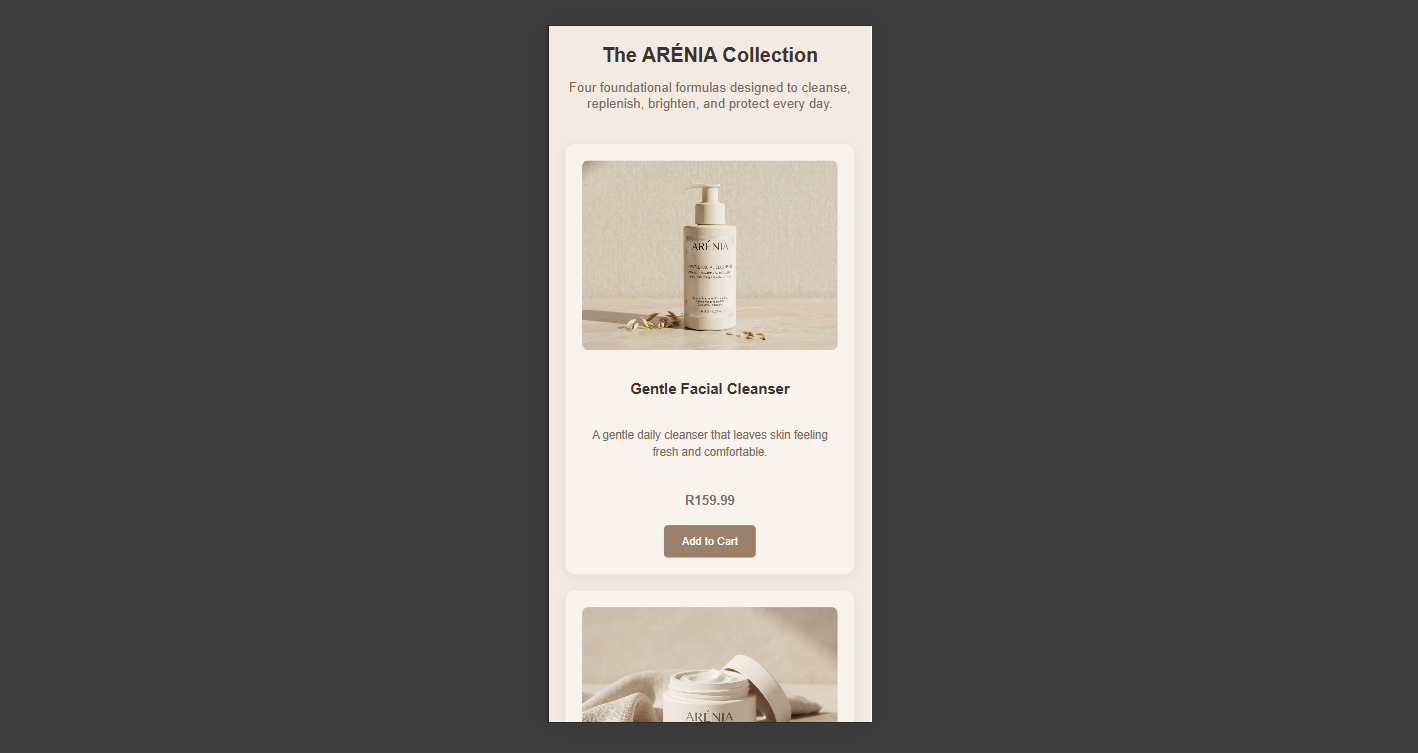 The ARÉNIA Collection
Four foundational formulas designed to cleanse,
replenish, brighten, and protect every day.
ARÉNIA
Gentle Facial Cleanser
A gentle daily cleanser that leaves skin feeling
fresh and comfortable.
R159.99
Add to Cart
ARÉNIA